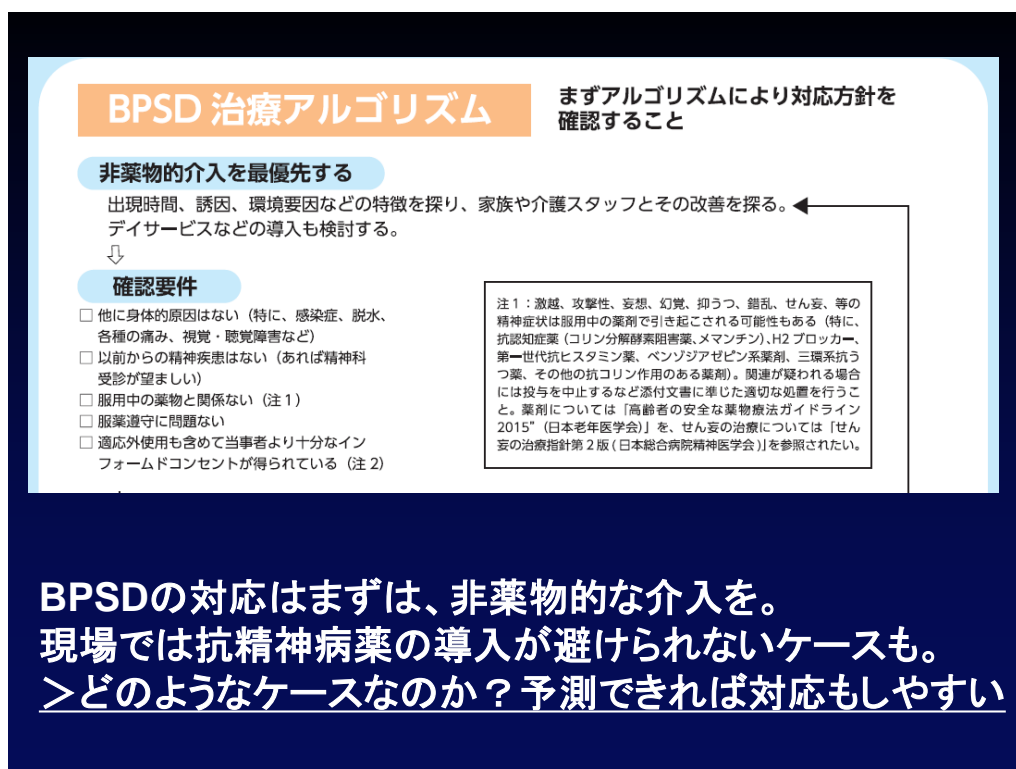 BPSD 治療アルゴリズム
まずアルゴリズムにより対応方針を
確認すること
非薬物的介入を最優先する
出現時間、誘因、環境要因などの特徴を探り、家族や介護スタッフとその改善を探る。
デイサービスなどの導入も検討する。
確認要件
□ 他に身体的原因はない（特に、感染症、脱水、
各種の痛み、視覚・聴覚障害など）
□ 以前からの精神疾患はない（あれば精神科
受診が望ましい）
□ 服用中の薬物と関係ない（注1）
□ 服薬遵守に問題ない
□ 適応外使用も含めて当事者より十分なイン
フォームドコンセントが得られている（注2）
注1：激越、攻撃性、妄想、幻覚、抑うつ、錯乱、せん妄、等の
精神症状は服用中の薬剤で引き起こされる可能性もある（特に、
抗認知症薬（コリン分解酵素阻害薬、メマンチン）、H2 ブロッカー、
第一世代抗ヒスタミン薬、ベンゾジアゼピン系薬剤、三環系抗う
つ薬、その他の抗コリン作用のある薬剤）。関連が疑われる場合
には投与を中止するなど添付文書に準じた適切な処置を行うこ
と。薬剤については「高齢者の安全な薬物療法ガイドライン
2015”（日本老年医学会）」を、せん妄の治療については「せん
妄の治療指針第2版(日本総合病院精神医学会)」を参照されたい。
BPSDの対応はまずは、非薬物的な介入を。
現場では抗精神病薬の導入が避けられないケースも。
＞どのようなケースなのか？予測できれば対応もしやすい